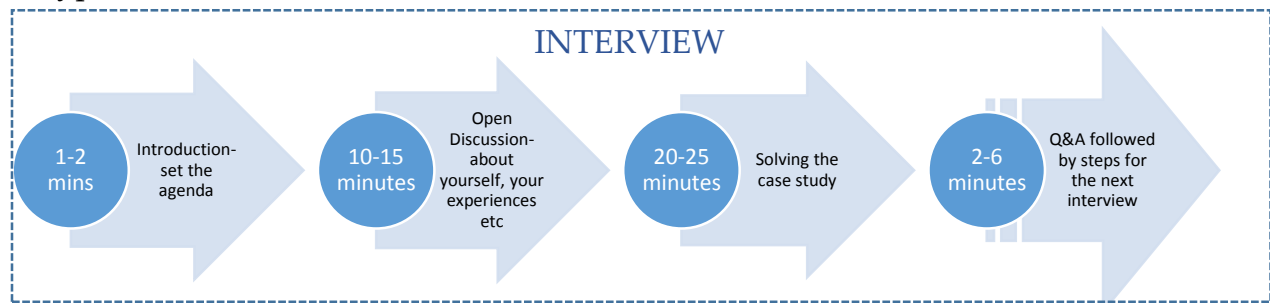 INTERVIEW
1-2
mins
Introduction-
set the
agenda
10-15
minutes
Open
Discussion-
about
yourself, your
experiences
etc
20-25
minutes
Solving the
case study
2-6
minutes
Q&A followed
by steps for
the next
interview